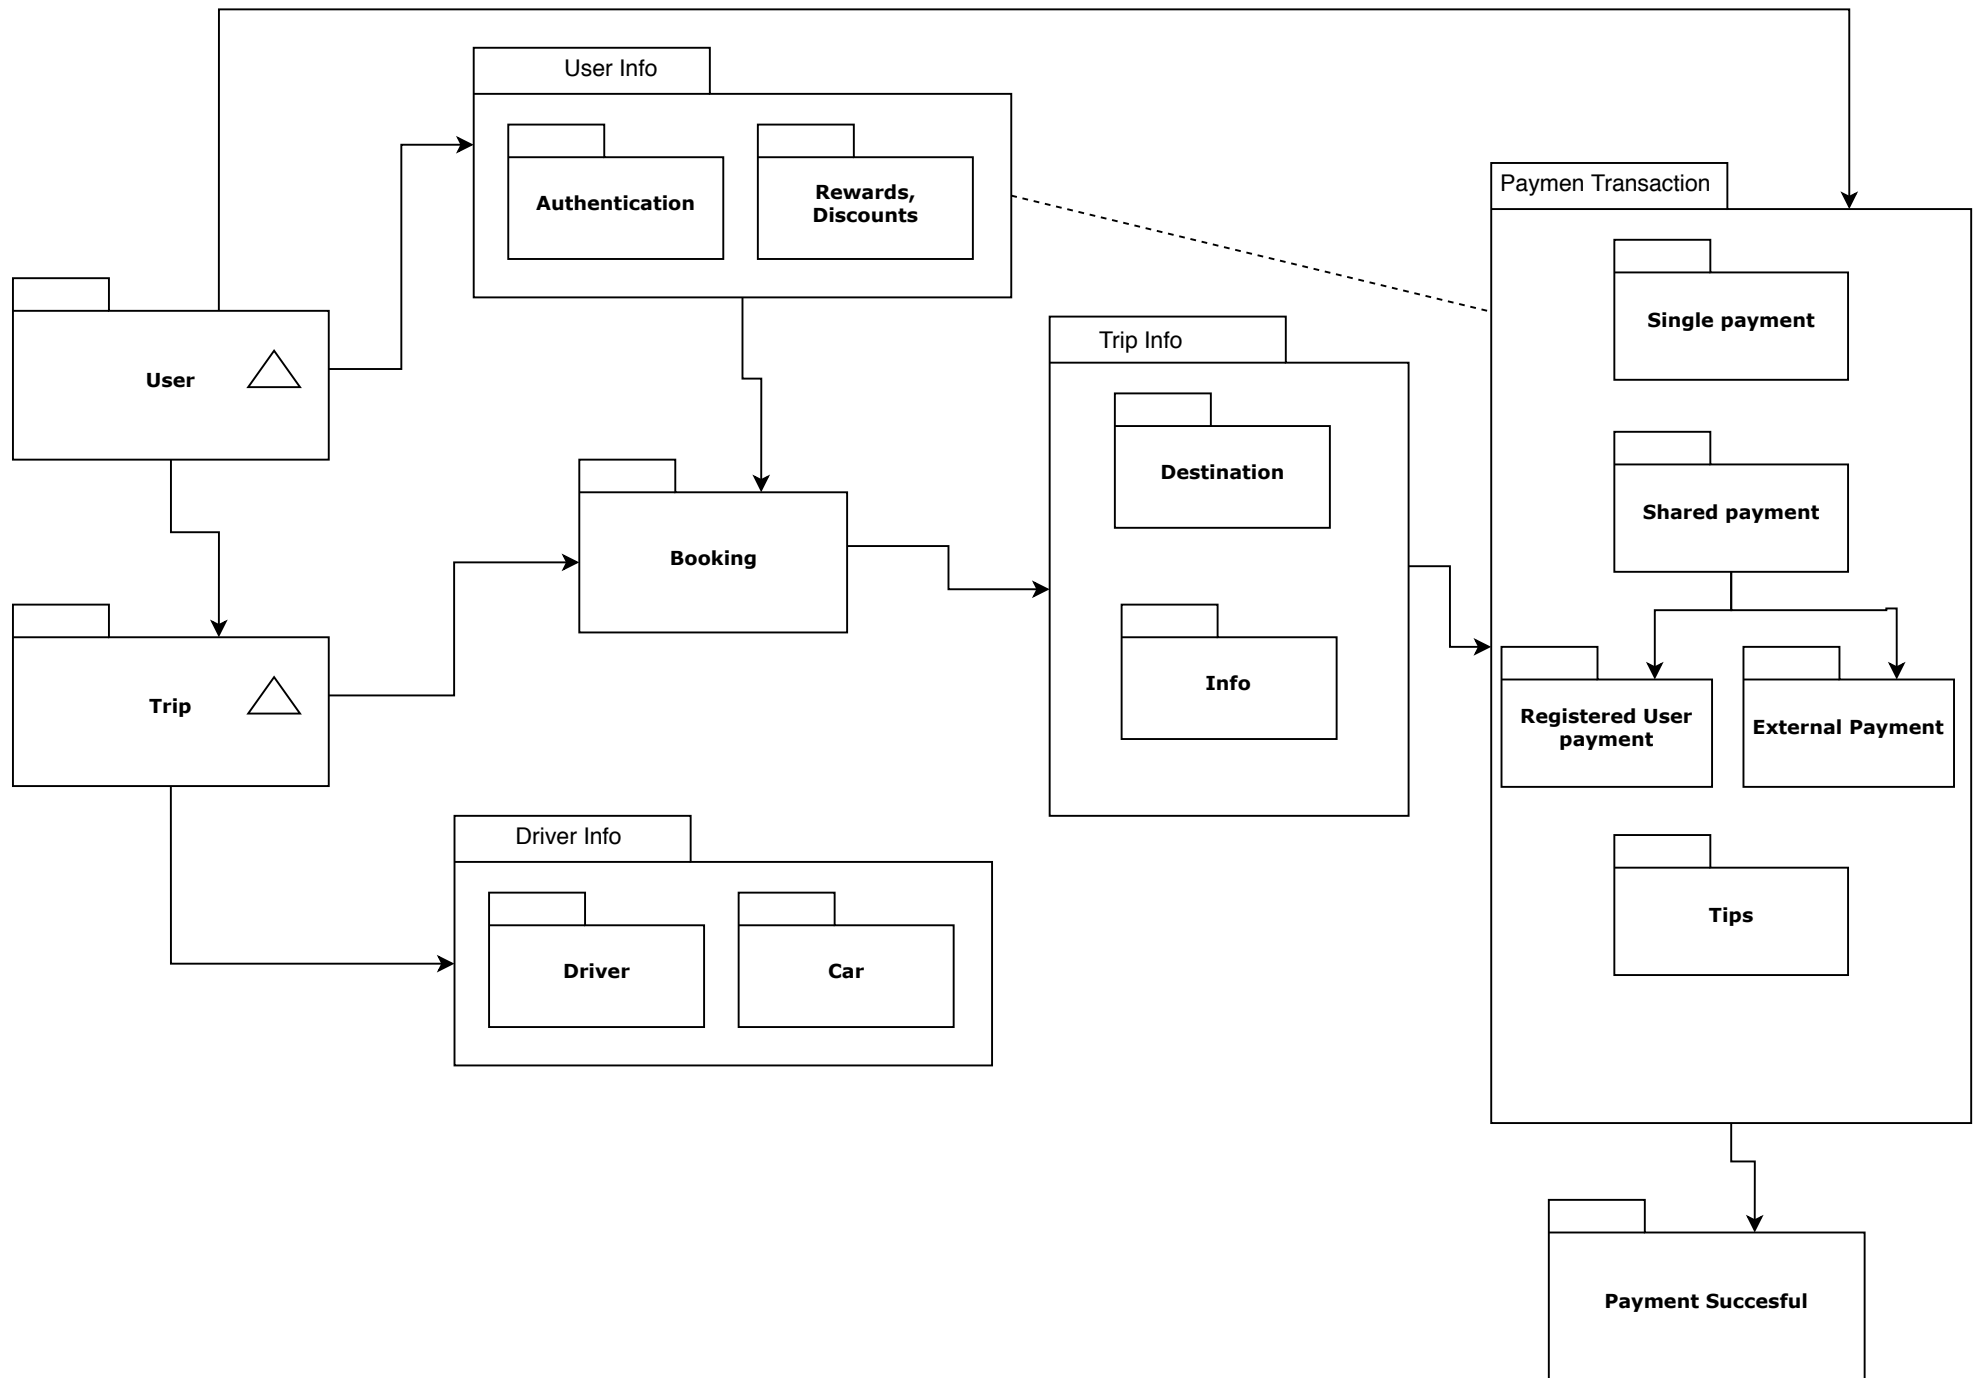 User Info
Authentication
Rewards,
Discounts
Paymen Transaction
Single payment
User
Trip Info
Destination
Shared payment
Booking
Info
Trip
Registered User
payment
External Payment
Driver Info
Driver
Car
Tips
Payment Succesful